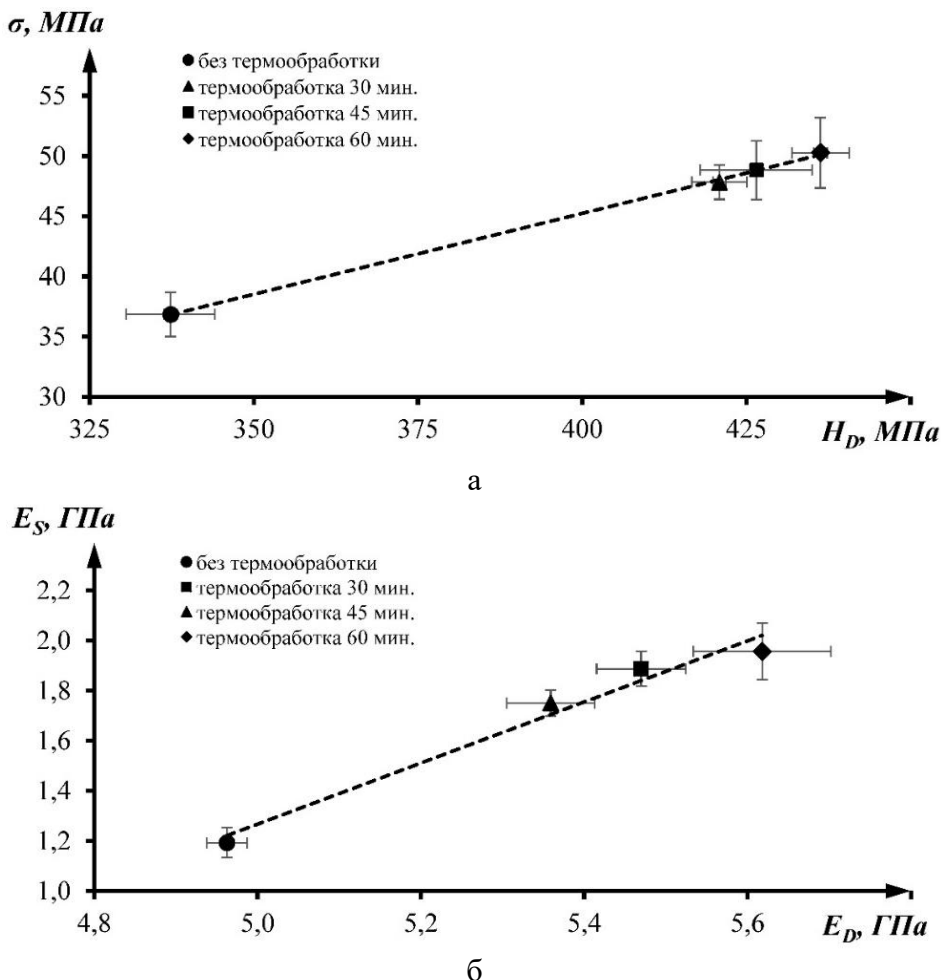 σ, МПа
● без термообработки
▲ термообработка 30 мин.
■ термообработка 45 мин.
◆ термообработка 60 мин.
55
50
45
40
35
30
325 350 375 400 425 H_D, МПа
а
E_S, ГПа
● без термообработки
■ термообработка 30 мин.
▲ термообработка 45 мин.
◆ термообработка 60 мин.
2,2
2,0
1,8
1,6
1,4
1,2
1,0
4,8 5,0 5,2 5,4 5,6 E_D, ГПа
б